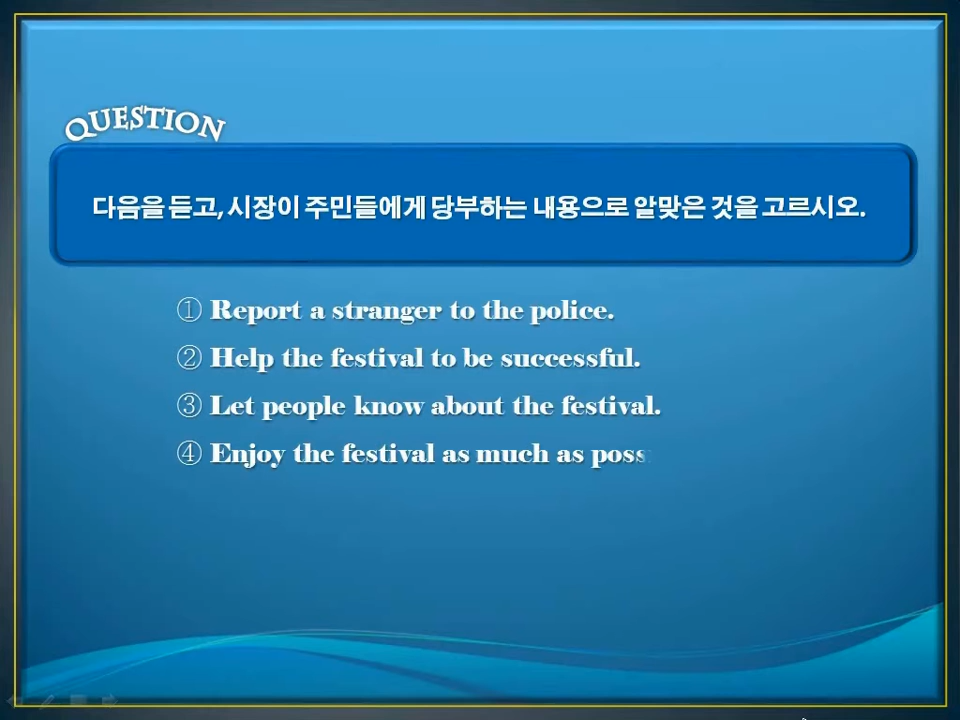 QUESTION
다음을 듣고, 시장이 주민들에게 당부하는 내용으로 알맞은 것을 고르시오.
① Report a stranger to the police.
② Help the festival to be successful.
③ Let people know about the festival.
④ Enjoy the festival as much as poss